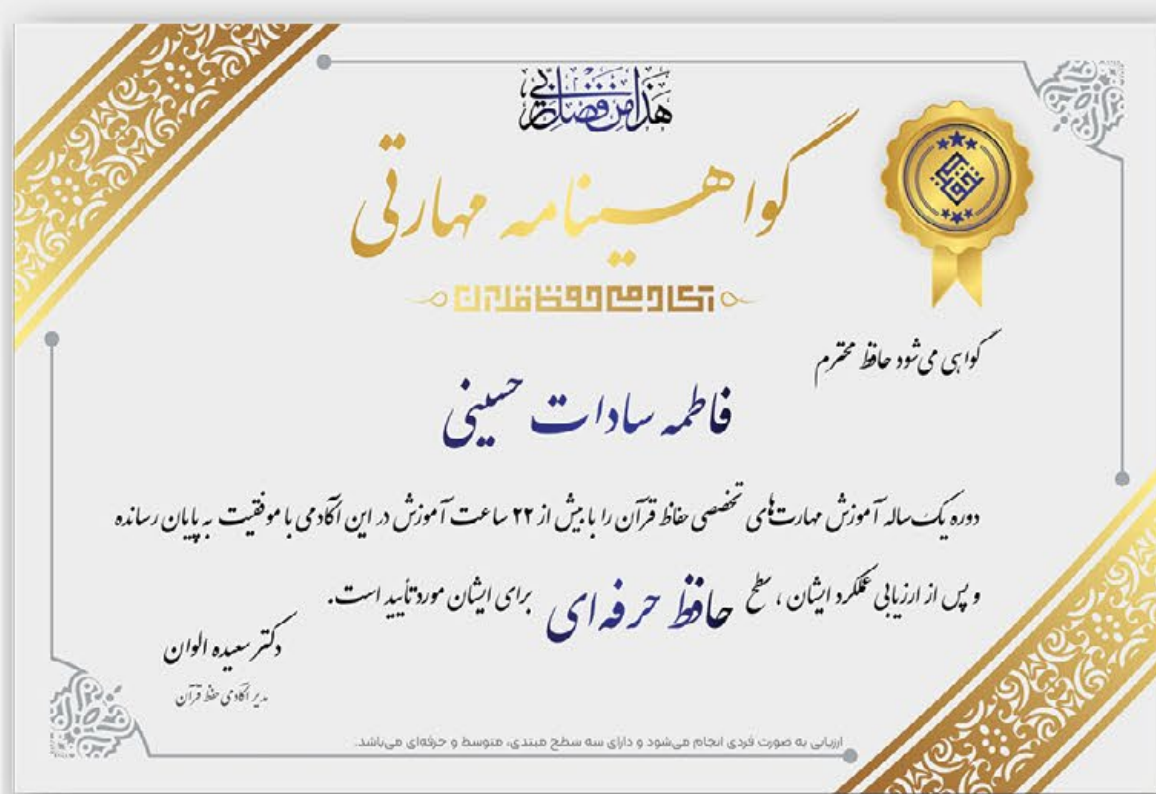 هذا من فضل ربی
گواهینامه مهارتی
آکادمی حفظ قرآن
گواهی می‌شود حافظ محترم
فاطمه سادات حسینی
دوره یک‌ساله آموزش مهارت‌های تخصصی حفاظ قرآن را با بیش از ۲۲ ساعت آموزش در این آکادمی با موفقیت به پایان رسانده
و پس از ارزیابی عملکرد ایشان، سطح حافظ حرفه‌ای برای ایشان مورد تأیید است.
دکتر سعیده الوان
مدیر آکادمی حفظ قرآن
ارزیابی به صورت فردی انجام می‌شود و دارای سه سطح مبتدی، متوسط و حرفه‌ای می‌باشد.